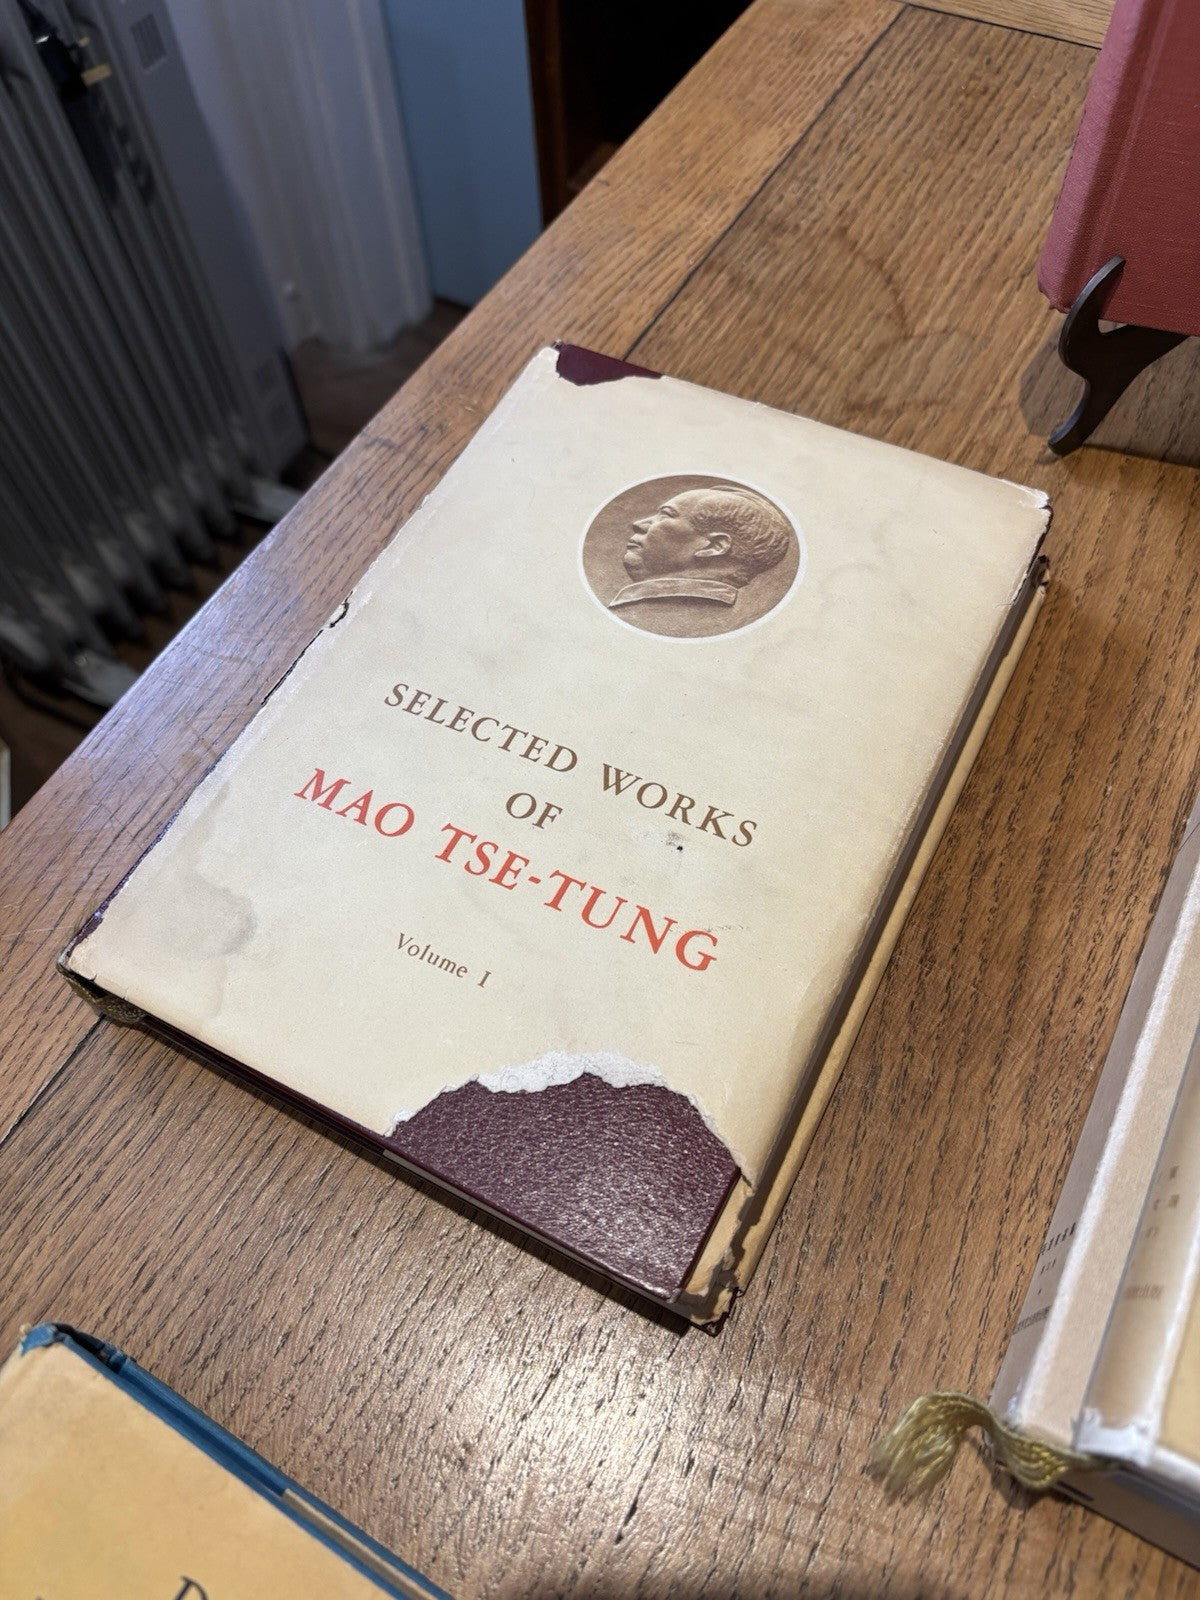 SELECTED WORKS
OF
MAO TSE-TUNG
Volume I